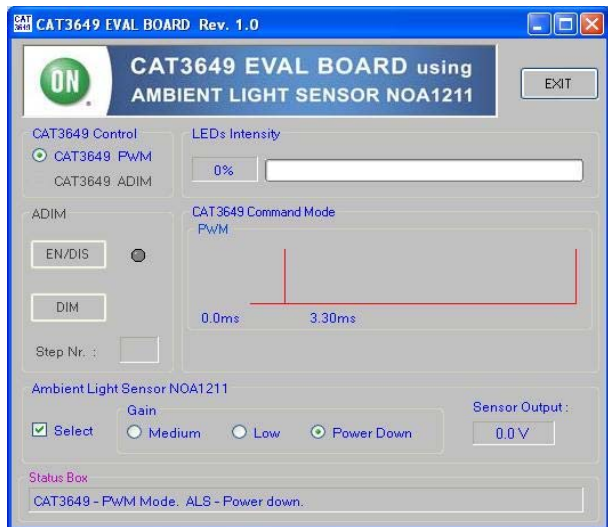 CAT
3649
CAT3649 EVAL BOARD Rev. 1.0
ON
CAT3649 EVAL BOARD using
AMBIENT LIGHT SENSOR NOA1211
EXIT
CAT3649 Control
CAT3649 PWM
CAT3649 ADIM
LEDs Intensity
0%
ADIM
EN/DIS
DIM
Step Nr. :
CAT3649 Command Mode
PWM
0.0ms 3.30ms
Ambient Light Sensor NOA1211
Select
Gain
Medium Low Power Down
Sensor Output :
0.0 V
Status Box
CAT3649 - PWM Mode. ALS - Power down.